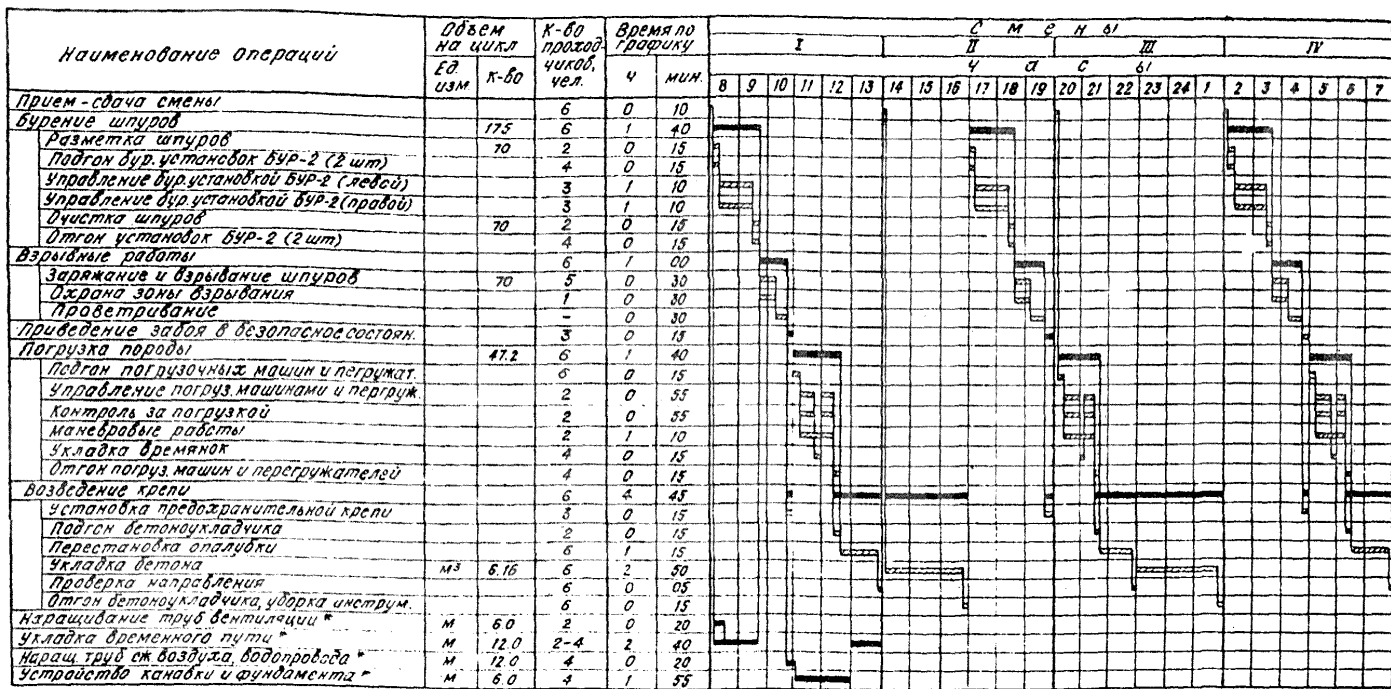 Наименование операций
Объем на цикл
К-во проходчиков, чел.
Время по графику
Смены
Ед. изм.
К-во
ч
мин.
I II III IV
Часы
8 9 10 11 12 13 14 15 16 17 18 19 20 21 22 23 24 1 2 3 4 5 6 7
Прием-сдача смены 6 0 10
Бурение шпуров 175 6 1 40
Разметка шпуров 70 2 0 15
Подгон бур. установок БУР-2 (2 шт) 4 0 15
Управление бур. установкой БУР-2 (левой) 3 1 10
Управление бур. установкой БУР-2 (правой) 3 1 10
Очистка шпуров 70 2 0 15
Отгон установок БУР-2 (2 шт) 4 0 15
Взрывные работы 6 1 00
Заряжание и взрывание шпуров 70 5 0 30
Охрана зоны взрывания 1 0 30
Проветривание - 0 30
Приведение забоя в безопасное состоян. 3 0 15
Погрузка породы 47.2 6 1 40
Подгон погрузочных машин и пегружат. 6 0 15
Управление погруз. машинами и пергруж. 2 0 55
Контроль за погрузкой 2 0 55
Маневровые работы 2 1 10
Укладка времянок 4 0 15
Отгон погруз. машин и перегружателей 4 0 15
Возведение крепи 6 4 45
Установка предохранительной крепи 3 0 15
Подгон бетоноукладчика 2 0 15
Перестановка опалубки 6 1 15
Укладка бетона м³ 6.16 6 2 50
Проверка направления 6 0 05
Отгон бетоноукладчика, уборка инструм. 6 0 15
Наращивание труб вентиляции * м 6.0 2 0 20
Укладка временного пути * м 12.0 2-4 2 40
Наращ. труб сж воздуха, водопровода * м 12.0 4 0 20
Устройство канавки и фундамента * м 6.0 4 1 55